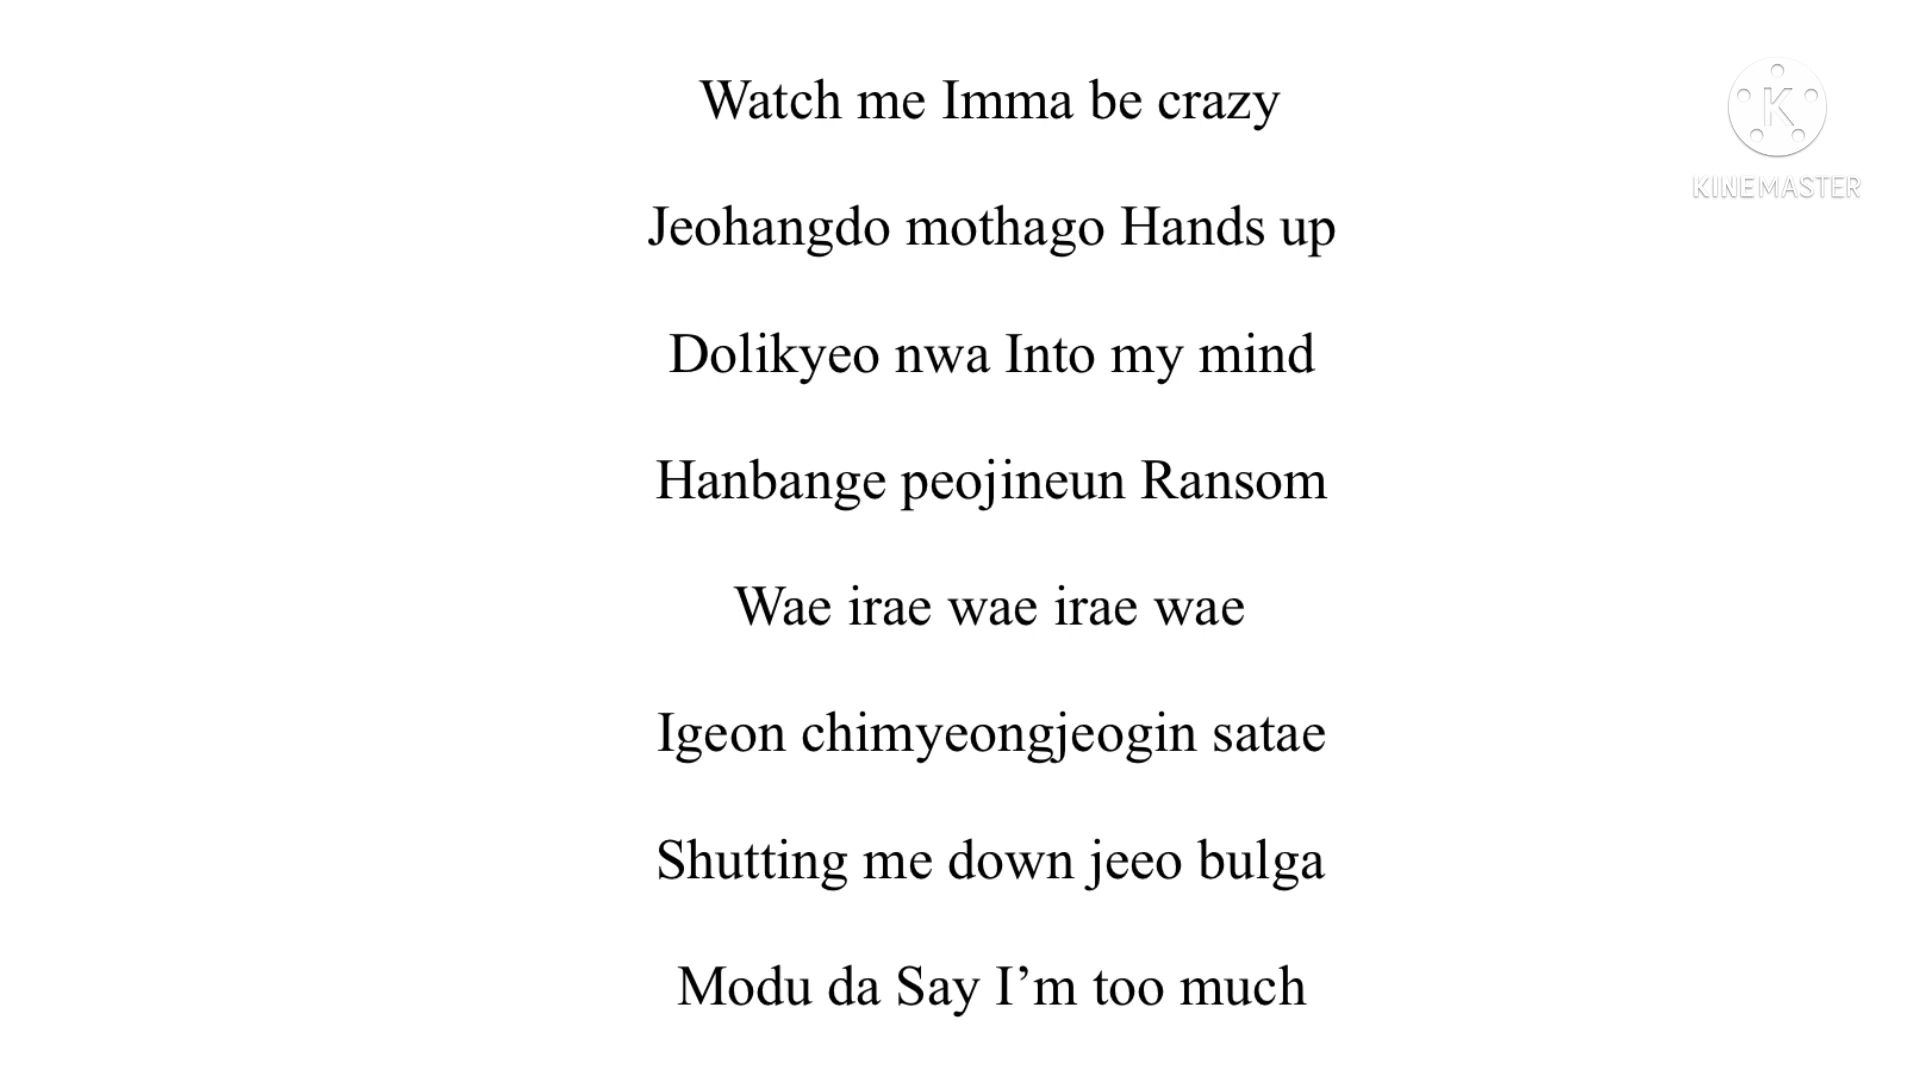 Watch me Imma be crazy
Jeohangdo mothago Hands up
Dolikyeo nwa Into my mind
Hanbange peojineun Ransom
Wae irae wae irae wae
Igeon chimyeongjeogin satae
Shutting me down jeeo bulga
Modu da Say I’m too much
K
KINEMASTER